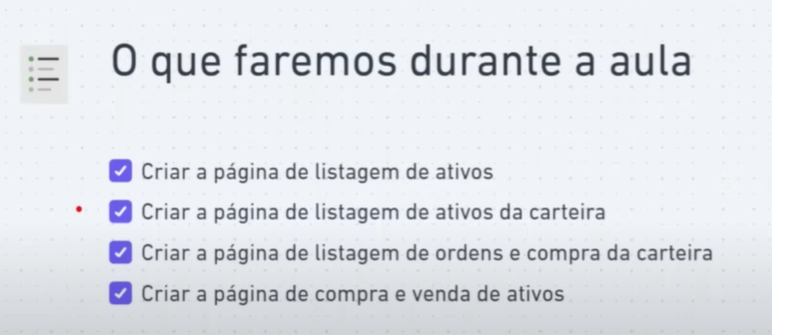 O que faremos durante a aula
Criar a página de listagem de ativos
Criar a página de listagem de ativos da carteira
Criar a página de listagem de ordens e compra da carteira
Criar a página de compra e venda de ativos